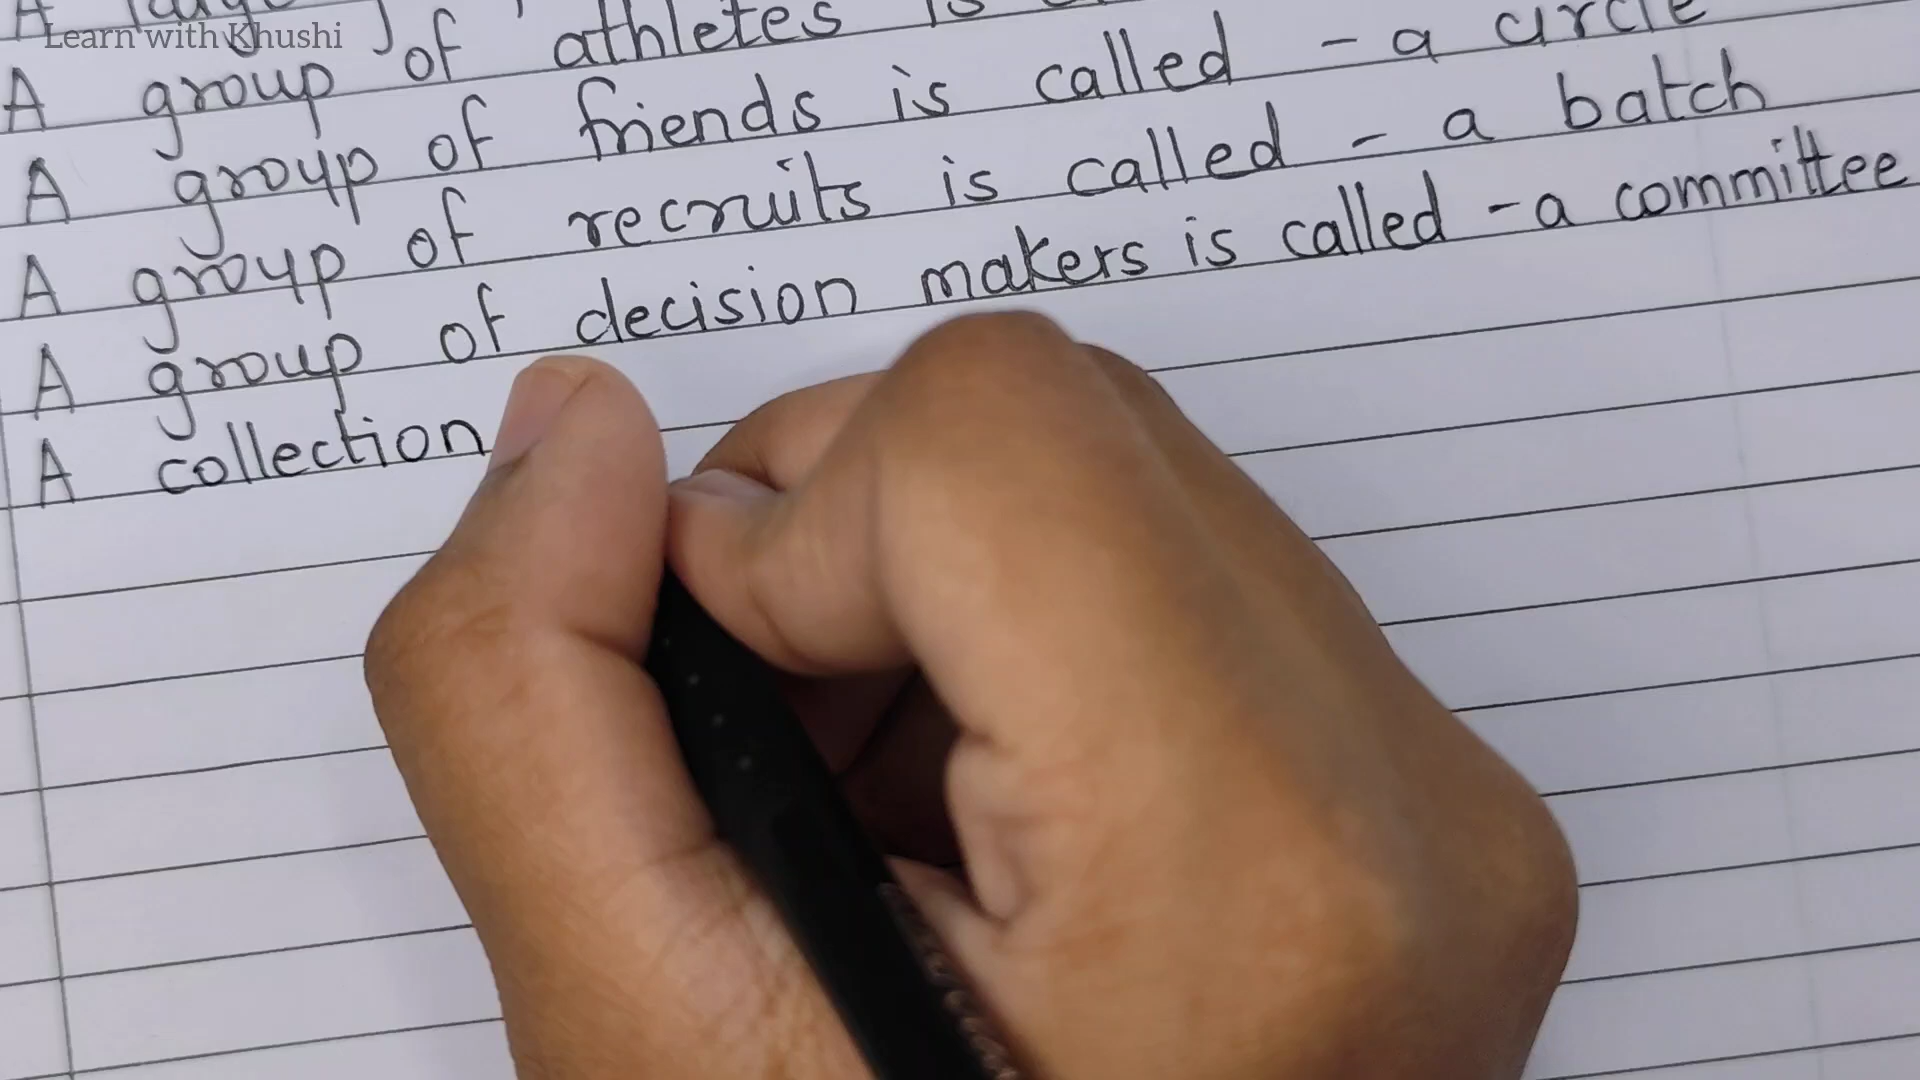 A
Learn with Khushi
A group of athletes is
A group of friends is called - a circle
A group of recruits is called - a batch
A group of decision makers is called - a committee
A collection